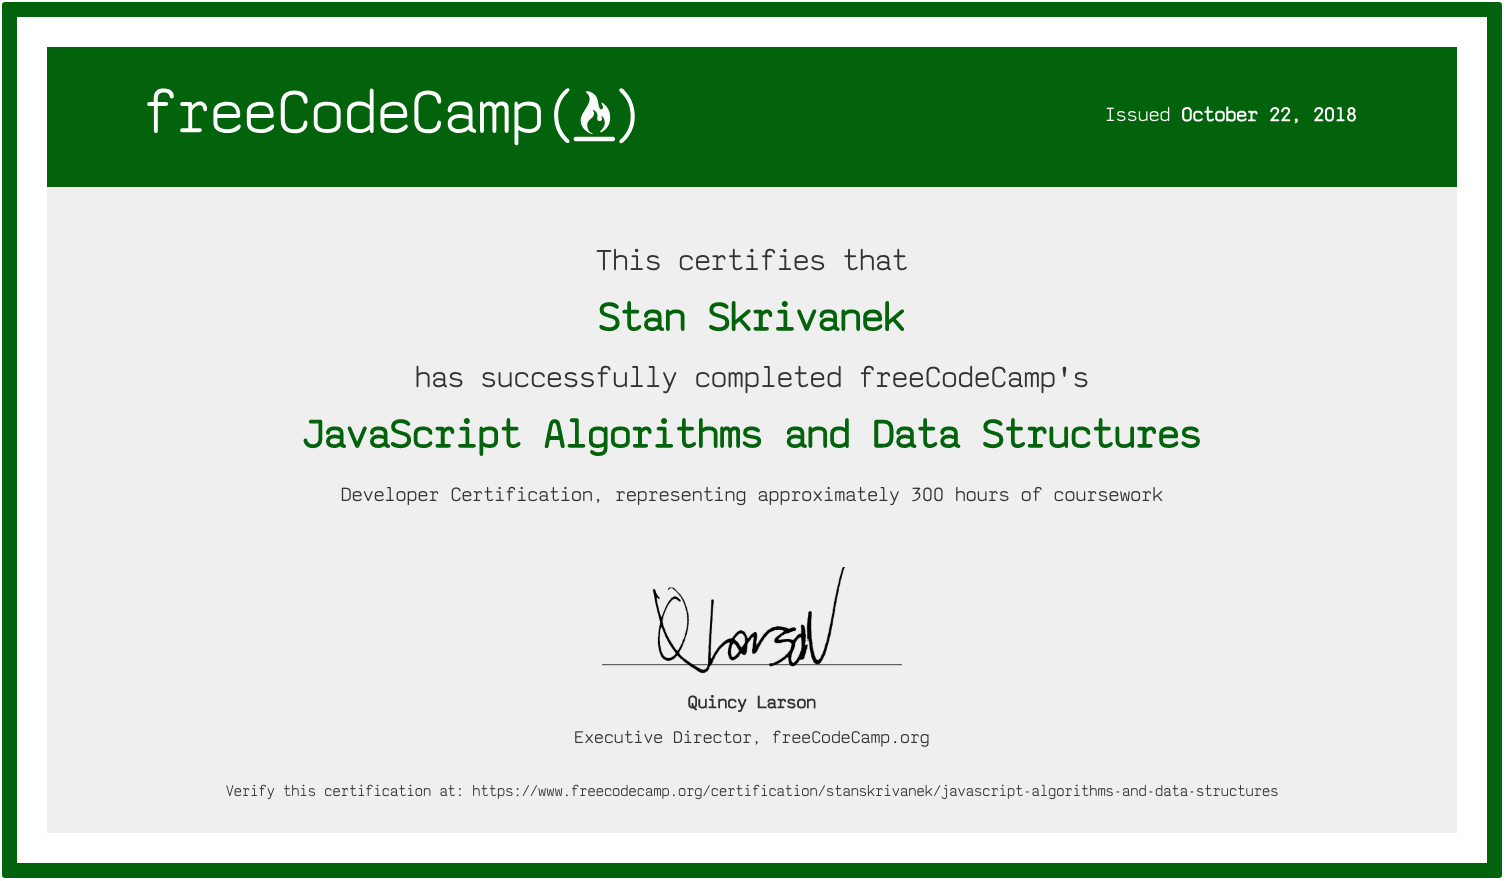 freeCodeCamp( )
Issued October 22, 2018
This certifies that
Stan Skrivanek
has successfully completed freeCodeCamp's
JavaScript Algorithms and Data Structures
Developer Certification, representing approximately 300 hours of coursework
Q Larson
Quincy Larson
Executive Director, freeCodeCamp.org
Verify this certification at: https://www.freecodecamp.org/certification/stanskrivanek/javascript-algorithms-and-data-structures